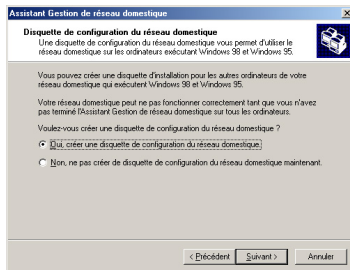 Assistant Gestion de réseau domestique
Disquette de configuration du réseau domestique
Une disquette de configuration du réseau domestique vous permet d'utiliser le
réseau domestique sur les ordinateurs exécutant Windows 98 et Windows 95.
Vous pouvez créer une disquette d'installation pour les autres ordinateurs de votre
réseau domestique qui exécutent Windows 98 et Windows 95.
Votre réseau domestique peut ne pas fonctionner correctement tant que vous n'avez
pas terminé l'Assistant Gestion de réseau domestique sur tous les ordinateurs.
Voulez-vous créer une disquette de configuration du réseau domestique ?
Oui, créer une disquette de configuration du réseau domestique.
Non, ne pas créer de disquette de configuration du réseau domestique maintenant.
< Précédent
Suivant >
Annuler